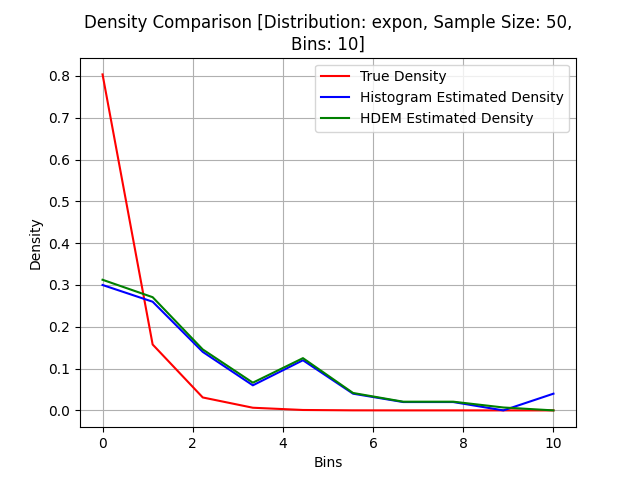 Density Comparison [Distribution: expon, Sample Size: 50,
Bins: 10]
True Density
Histogram Estimated Density
HDEM Estimated Density
Density
0.8
0.7
0.6
0.5
0.4
0.3
0.2
0.1
0.0
0 2 4 6 8 10
Bins